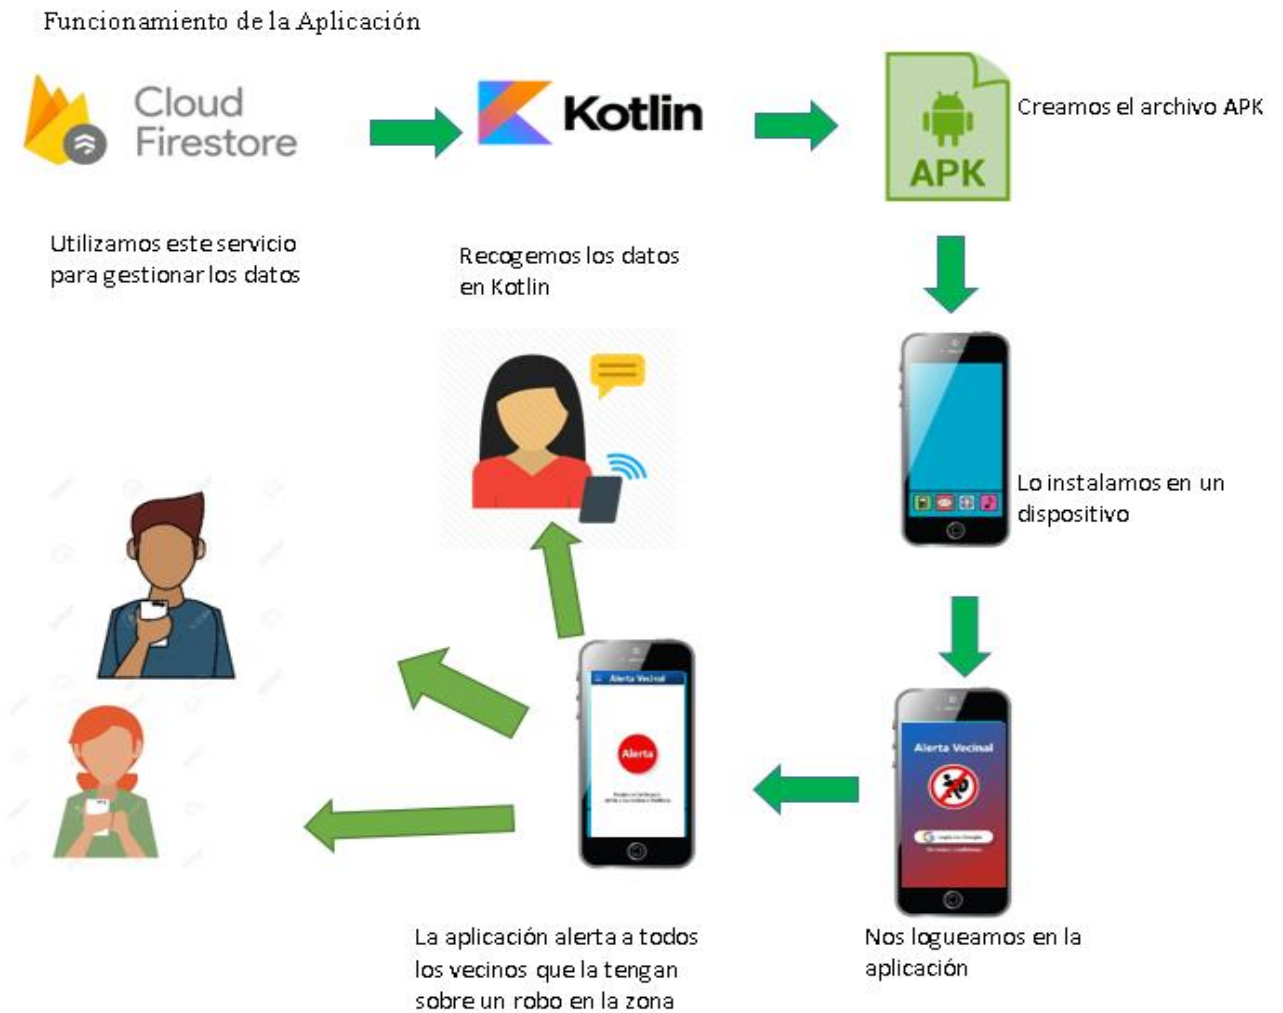 Funcionamiento de la Aplicación
Cloud
Firestore
Kotlin
APK
Creamos el archivo APK
Utilizamos este servicio
para gestionar los datos
Recogemos los datos
en Kotlin
Lo instalamos en un
dispositivo
Alerta Vecinal
Alerta
Alerta Vecinal
Nos logueamos en la
aplicación
La aplicación alerta a todos
los vecinos que la tengan
sobre un robo en la zona